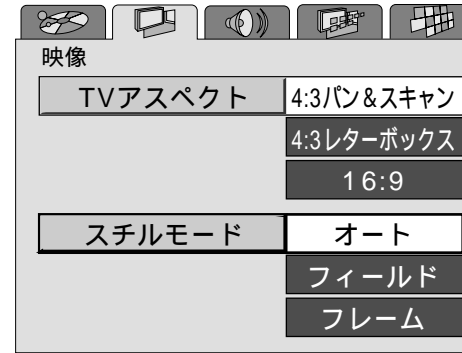 映像
TVアスペクト 4:3パン&スキャン
4:3レターボックス
16:9
スチルモード オート
フィールド
フレーム